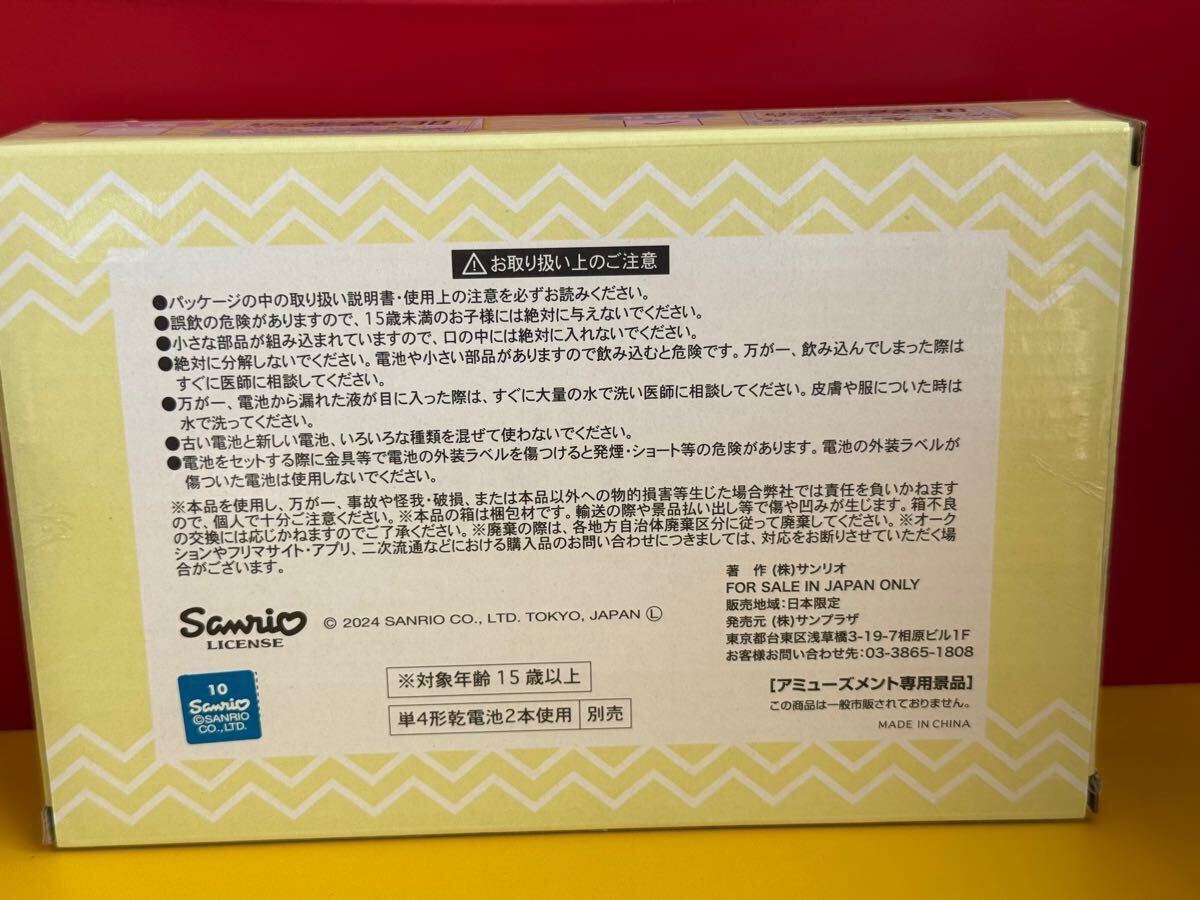 ⚠お取り扱い上のご注意
●パッケージの中の取り扱い説明書・使用上の注意を必ずお読みください。
●誤飲の危険がありますので、15歳未満のお子様には絶対に与えないでください。
●小さな部品が組み込まれていますので、口の中には絶対に入れないでください。
●絶対に分解しないでください。電池や小さい部品がありますので飲み込むと危険です。万が一、飲み込んでしまった際は
すぐに医師に相談してください。
●万が一、電池から漏れた液が目に入った際は、すぐに大量の水で洗い医師に相談してください。皮膚や服についた時は
水で洗ってください。
●古い電池と新しい電池、いろいろな種類を混ぜて使わないでください。
●電池をセットする際に金具等で電池の外装ラベルを傷つけると発煙・ショート等の危険があります。電池の外装ラベルが
傷ついた電池は使用しないでください。
※本品を使用し、万が一、事故や怪我・破損、または本品以外への物的損害等生じた場合弊社では責任を負いかねます
ので、個人で十分ご注意ください。※本品の箱は梱包材です。輸送の際や景品払い出し等で傷や凹みが生じます。箱不良
の交換には応じかねますのでご了承ください。※廃棄の際は、各地方自治体廃棄区分に従って廃棄してください。※オーク
ションやフリマサイト・アプリ、二次流通などにおける購入品のお問い合わせにつきましては、対応をお断りさせていただく場
合がございます。
著 作 (株)サンリオ
FOR SALE IN JAPAN ONLY
販売地域:日本限定
発売元 (株)サンプラザ
東京都台東区浅草橋3-19-7相原ビル1F
お客様お問い合わせ先:03-3865-1808
Sanrio
LICENSE
© 2024 SANRIO CO., LTD. TOKYO, JAPAN Ⓛ
10
Sanrio
©SANRIO
CO.,LTD.
※対象年齢15歳以上
単4形乾電池2本使用 別売
[アミューズメント専用景品]
この商品は一般市販されておりません。
MADE IN CHINA